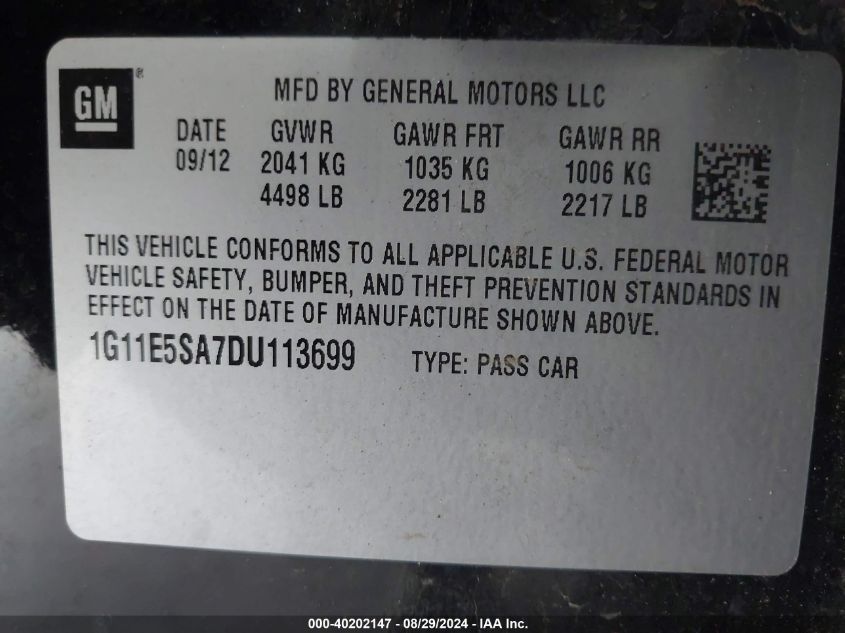 GM®
MFD BY GENERAL MOTORS LLC
DATE GVWR GAWR FRT GAWR RR
09/12 2041 KG 1035 KG 1006 KG
4498 LB 2281 LB 2217 LB
THIS VEHICLE CONFORMS TO ALL APPLICABLE U.S. FEDERAL MOTOR
VEHICLE SAFETY, BUMPER, AND THEFT PREVENTION STANDARDS IN
EFFECT ON THE DATE OF MANUFACTURE SHOWN ABOVE.
1G11E5SA7DU113699 TYPE: PASS CAR
000-40202147 - 08/29/2024 - IAA Inc.